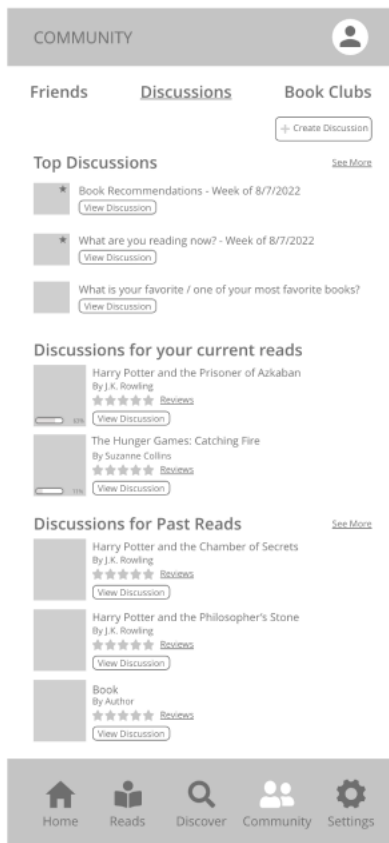 COMMUNITY
Friends Discussions Book Clubs
+ Create Discussion
Top Discussions See More
Book Recommendations - Week of 8/7/2022
View Discussion
What are you reading now? - Week of 8/7/2022
View Discussion
What is your favorite / one of your most favorite books?
View Discussion
Discussions for your current reads
Harry Potter and the Prisoner of Azkaban
By J.K. Rowling
Reviews
View Discussion
The Hunger Games: Catching Fire
By Suzanne Collins
Reviews
View Discussion
Discussions for Past Reads See More
Harry Potter and the Chamber of Secrets
By J.K. Rowling
Reviews
View Discussion
Harry Potter and the Philosopher's Stone
By J.K. Rowling
Reviews
View Discussion
Book
By Author
Reviews
View Discussion
Home Reads Discover Community Settings